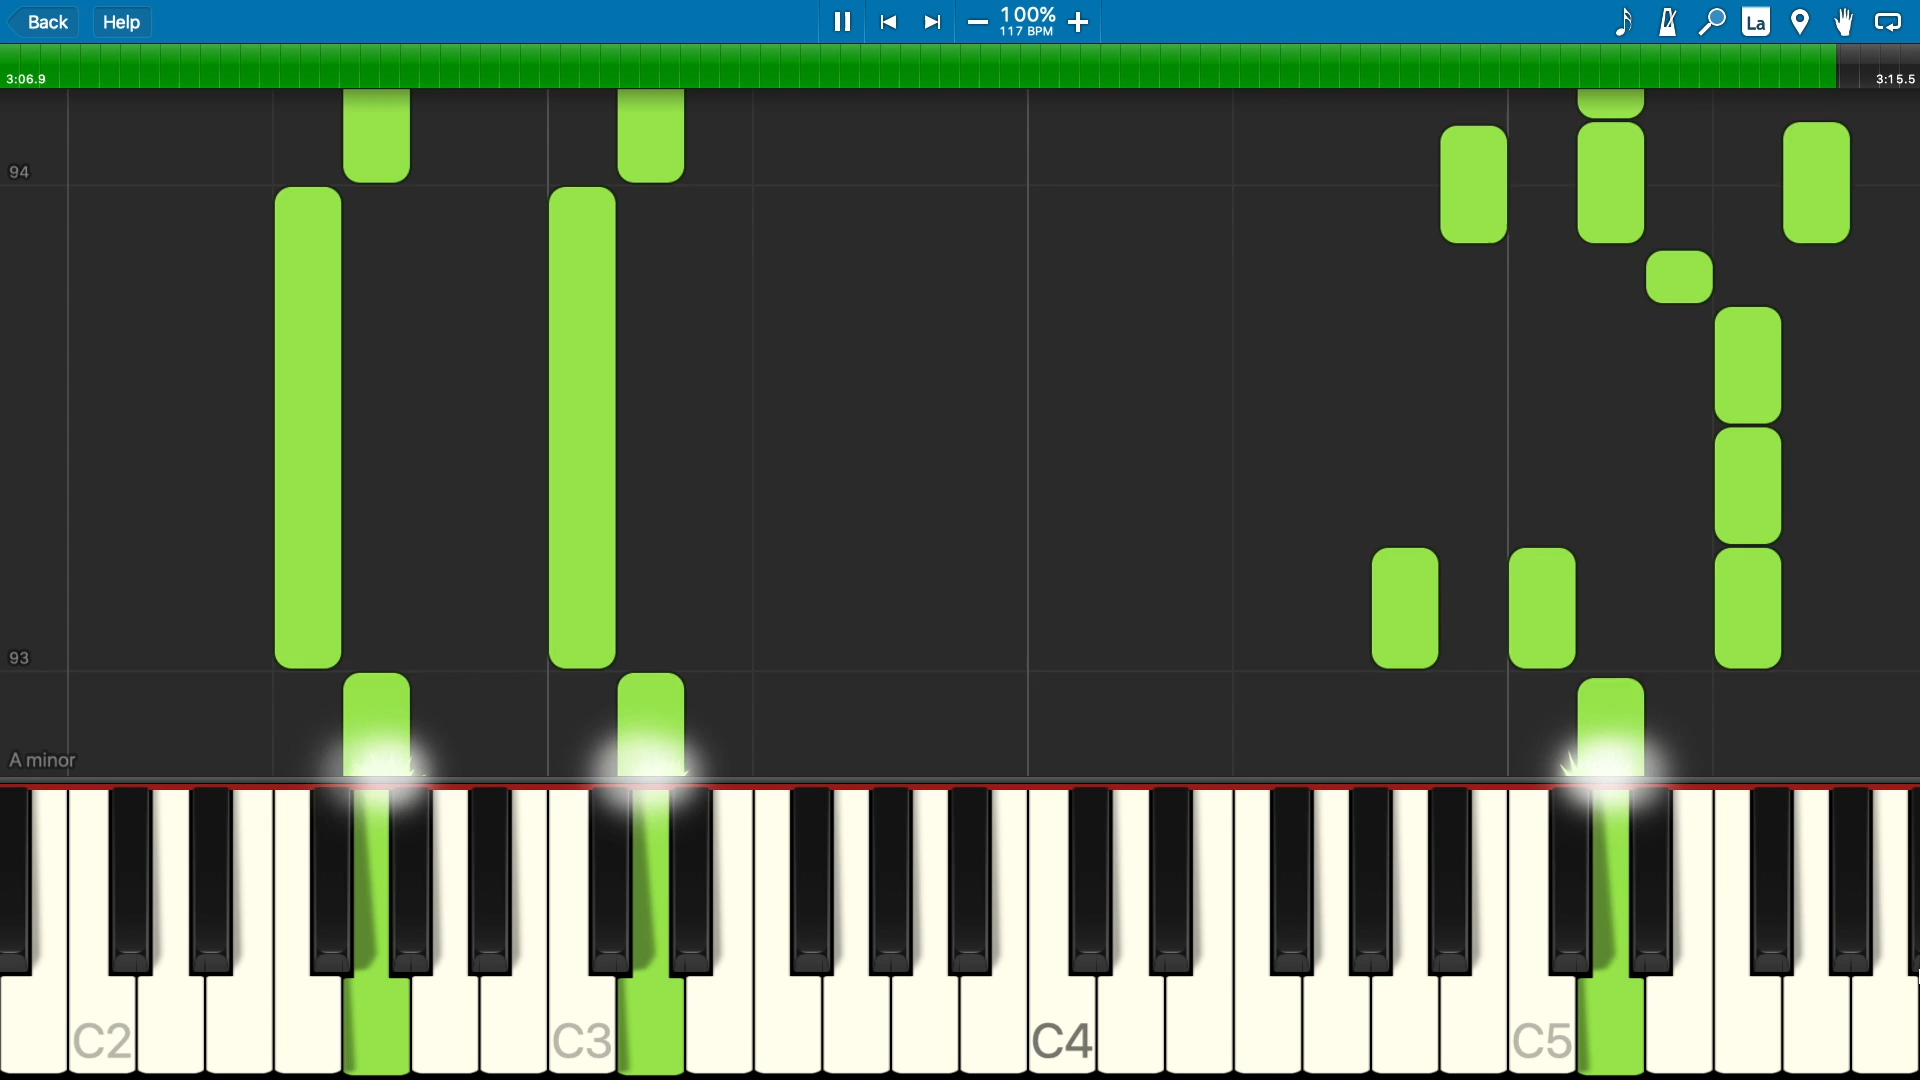 Back
Help
100%
117 BPM
La
3:06.9
3:15.5
94
93
A minor
C2
C3
C4
C5